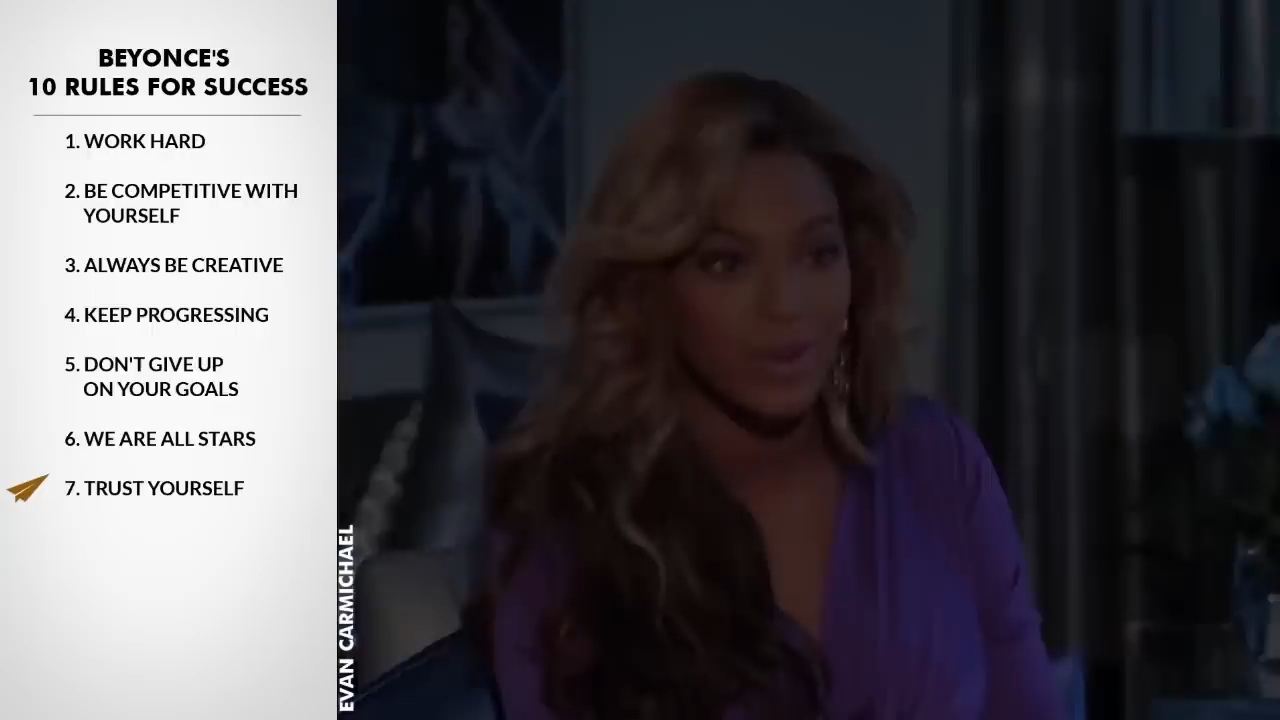 BEYONCE'S
10 RULES FOR SUCCESS
1. WORK HARD
2. BE COMPETITIVE WITH
YOURSELF
3. ALWAYS BE CREATIVE
4. KEEP PROGRESSING
5. DON'T GIVE UP
ON YOUR GOALS
6. WE ARE ALL STARS
7. TRUST YOURSELF
EVAN CARMICHAEL